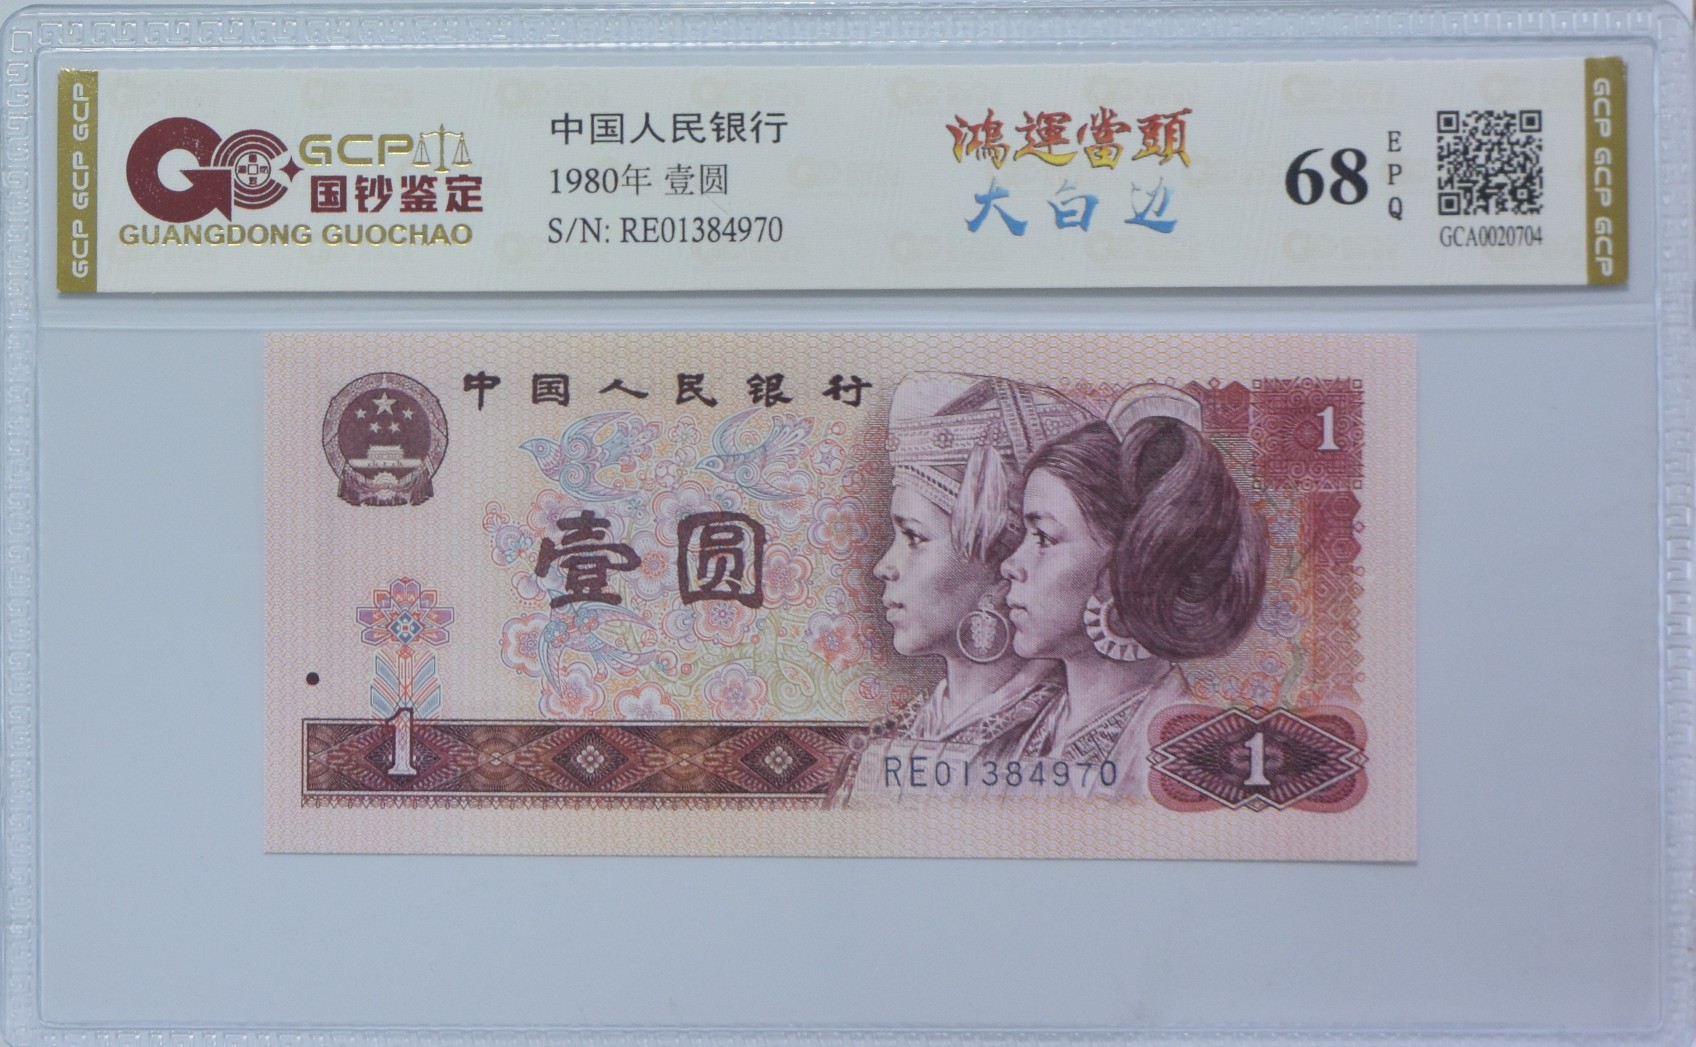 GCP GCP GCP
GCP
国钞鉴定
GUANGDONG GUOCHAO
中国人民银行
1980年 壹圆
S/N: RE01384970
鴻運當頭
大白边
68
EPQ
GCA0020704
GCP GCP GCP
中国人民银行
1
壹圆
1
RE01384970
1